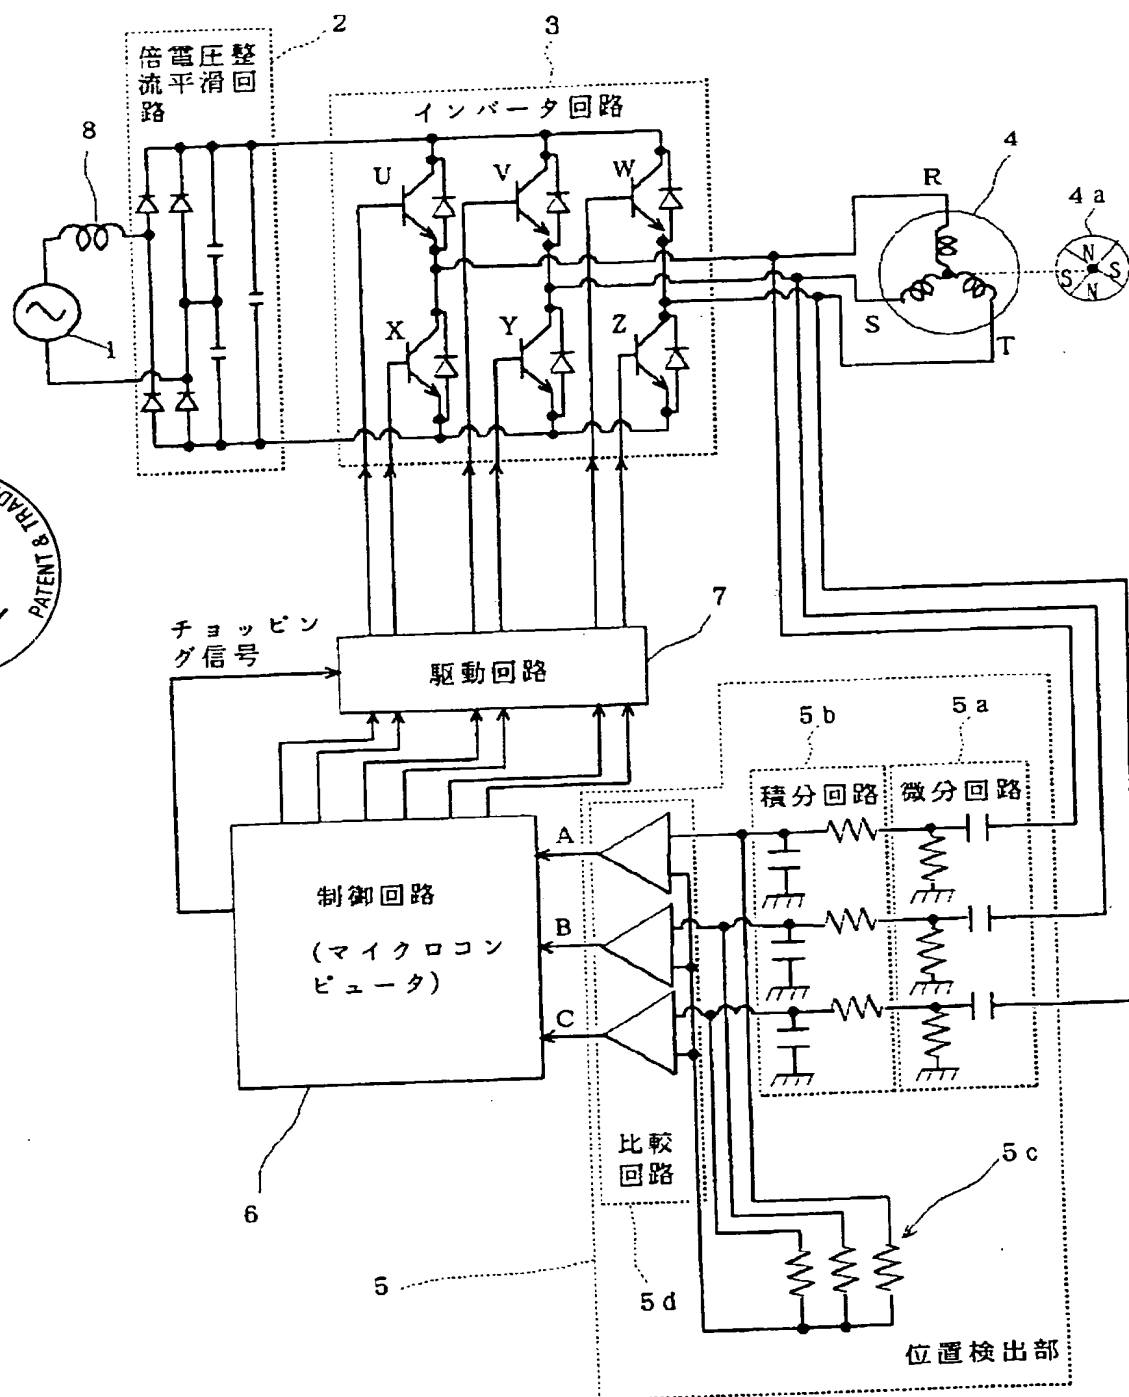 2
3
倍電圧整
流平滑回
路
インバータ回路
8
U
V
W
R
4
4a
N
S
S
N
S
T
1
X
Y
Z
PATENT & TRAD
チョッピン
グ信号
7
駆動回路
5b
5a
積分回路
微分回路
A
制御回路
(マイクロコン
ピュータ)
B
C
比較
回路
5c
6
5
5d
位置検出部